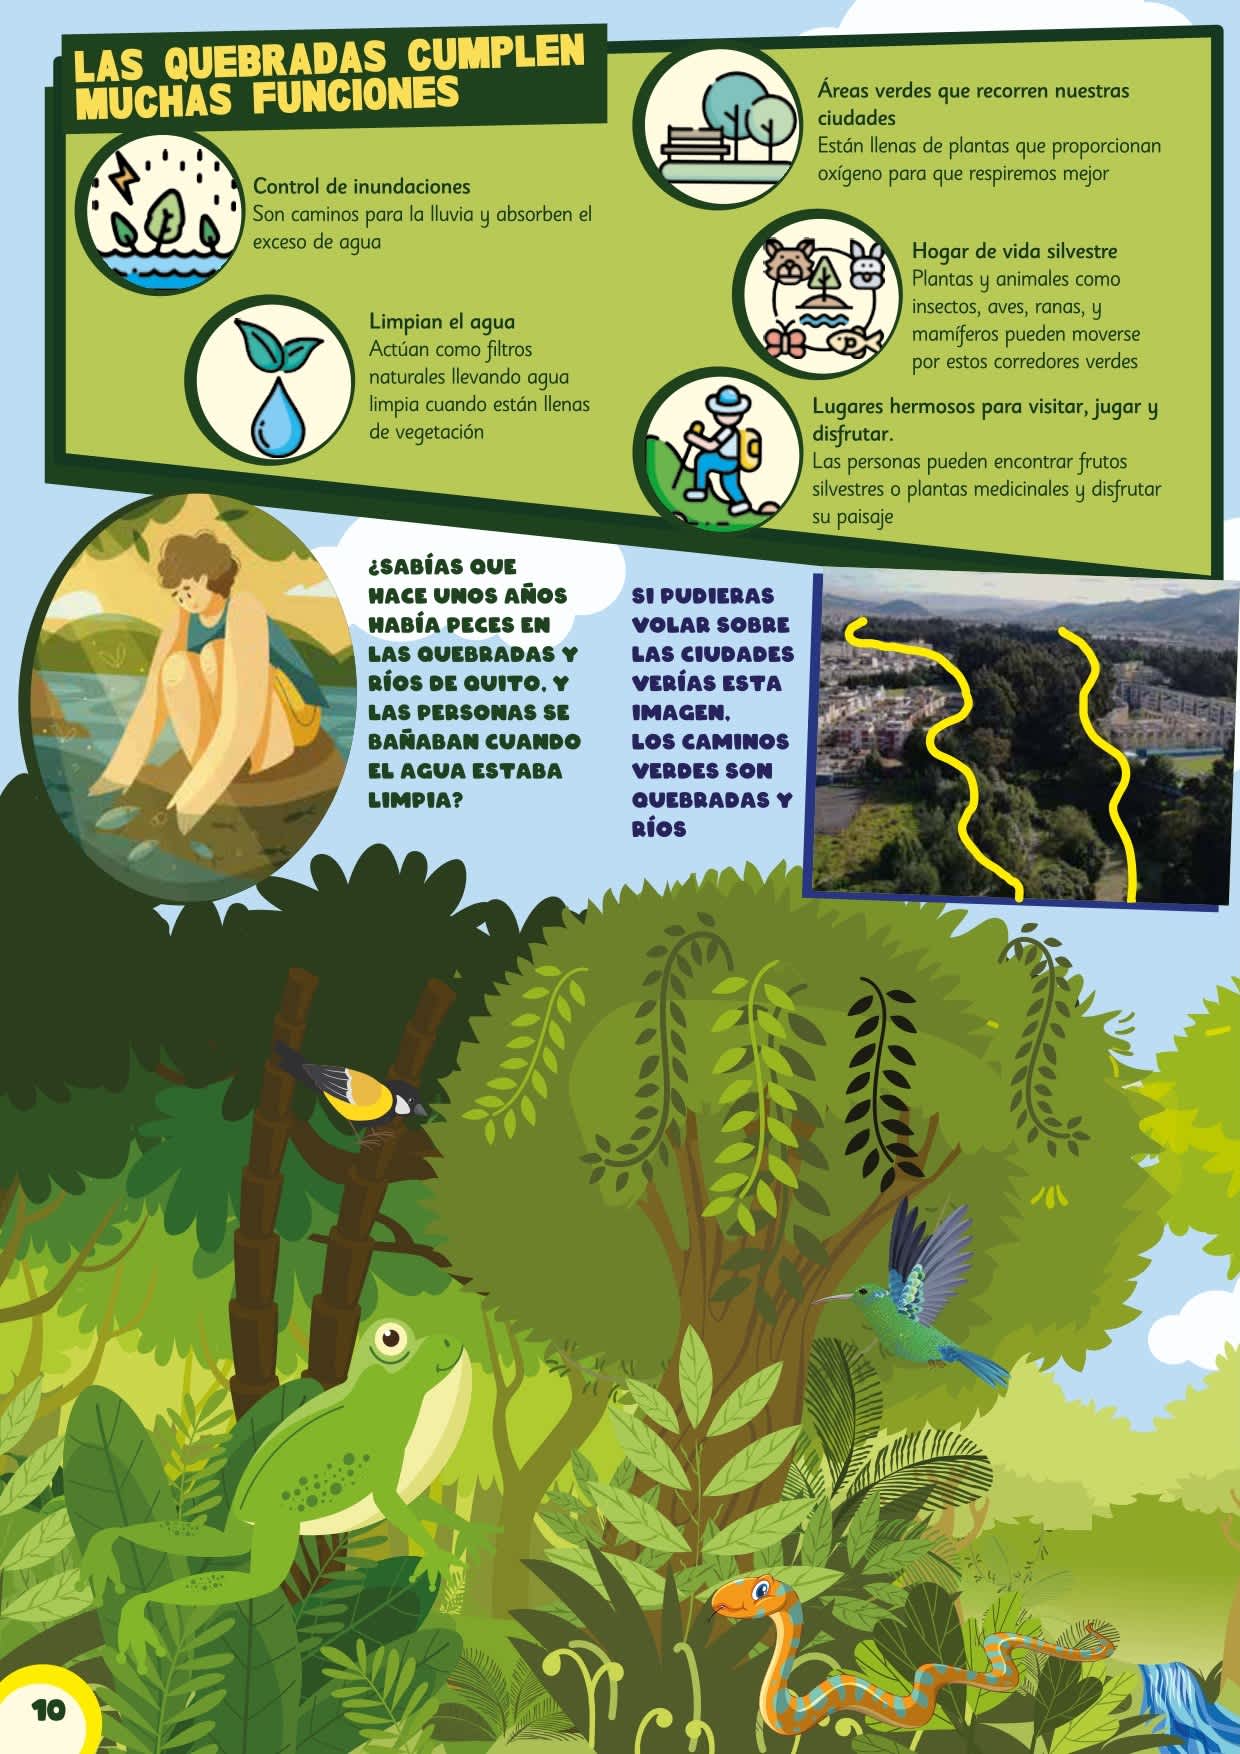 LAS QUEBRADAS CUMPLEN
MUCHAS FUNCIONES
Control de inundaciones
Son caminos para la lluvia y absorben el
exceso de agua
Limpian el agua
Actúan como filtros
naturales llevando agua
limpia cuando están llenas
de vegetación
Áreas verdes que recorren nuestras
ciudades
Están llenas de plantas que proporcionan
oxígeno para que respiremos mejor
Hogar de vida silvestre
Plantas y animales como
insectos, aves, ranas, y
mamíferos pueden moverse
por estos corredores verdes
Lugares hermosos para visitar, jugar y
disfrutar.
Las personas pueden encontrar frutos
silvestres o plantas medicinales y disfrutar
su paisaje
¿SABÍAS QUE
HACE UNOS AÑOS
HABÍA PECES EN
LAS QUEBRADAS Y
RÍOS DE QUITO, Y
LAS PERSONAS SE
BAÑABAN CUANDO
EL AGUA ESTABA
LIMPIA?
SI PUDIERAS
VOLAR SOBRE
LAS CIUDADES
VERÍAS ESTA
IMAGEN,
LOS CAMINOS
VERDES SON
QUEBRADAS Y
RÍOS
10